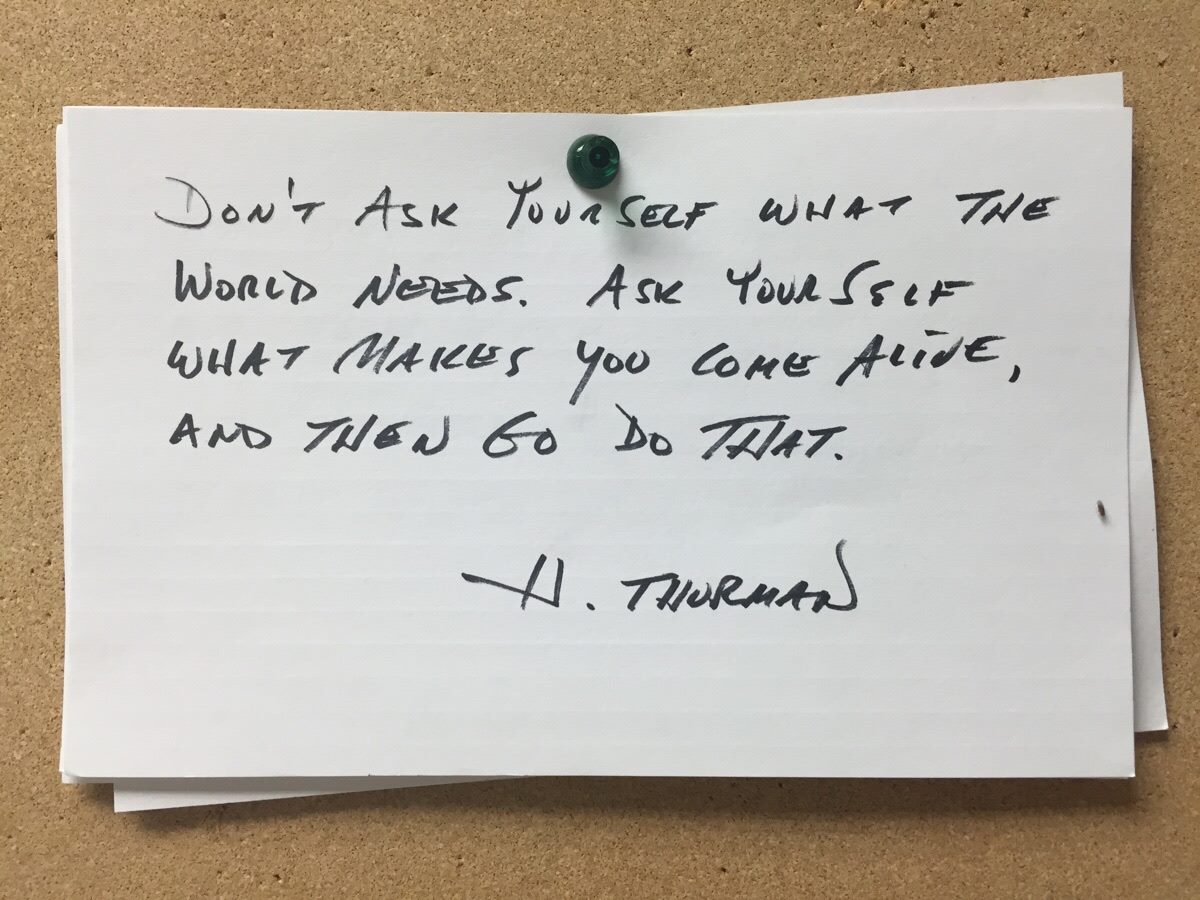 DON'T ASK YOURSELF WHAT THE
WORLD NEEDS. ASK YOURSELF
WHAT MAKES YOU COME ALIVE,
AND THEN GO DO THAT.
H. THURMAN